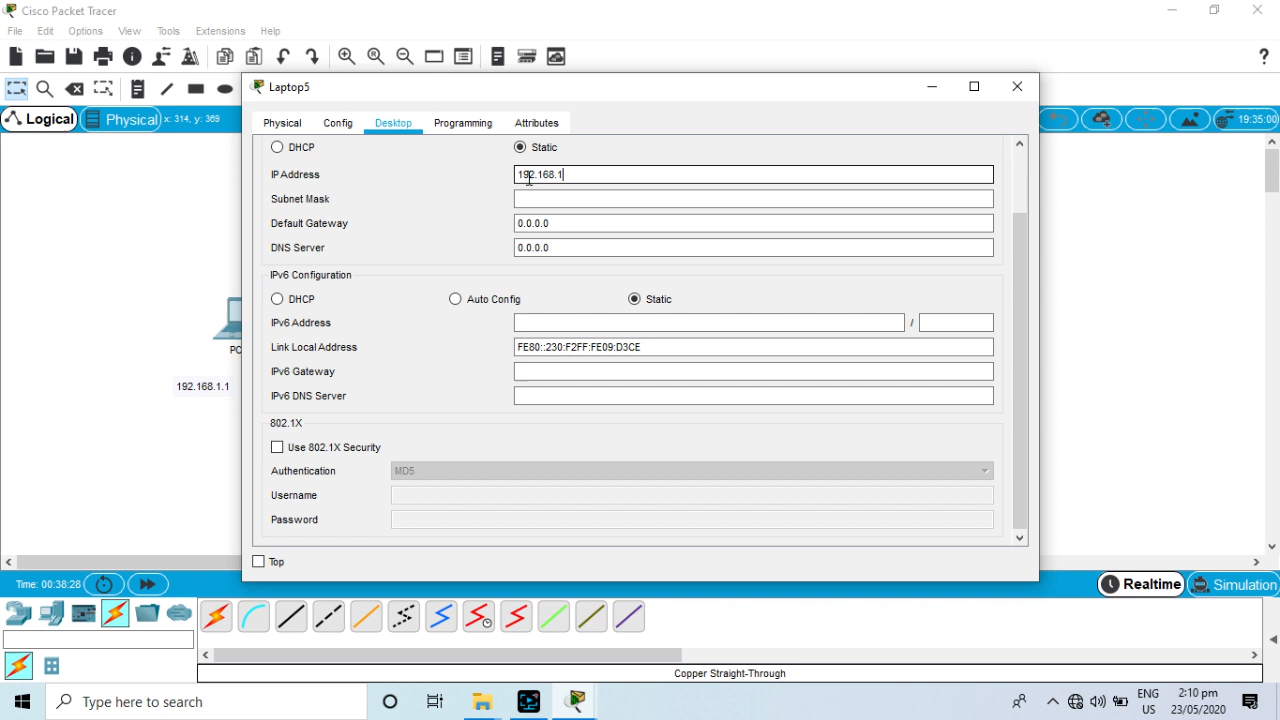 Cisco Packet Tracer
File Edit Options View Tools Extensions Help
?
Laptop5
Logical Physical x: 314, y: 369 19:35:00
Physical Config Desktop Programming Attributes
DHCP Static
IP Address 192.168.1
Subnet Mask
Default Gateway 0.0.0.0
DNS Server 0.0.0.0
IPv6 Configuration
DHCP Auto Config Static
IPv6 Address /
Link Local Address FE80::230:F2FF:FE09:D3CE
PC
IPv6 Gateway
192.168.1.1
IPv6 DNS Server
802.1X
Use 802.1X Security
Authentication MD5
Username
Password
Top
Time: 00:38:28 Realtime Simulation
Copper Straight-Through
Type here to search
ENG 2:10 pm
US 23/05/2020